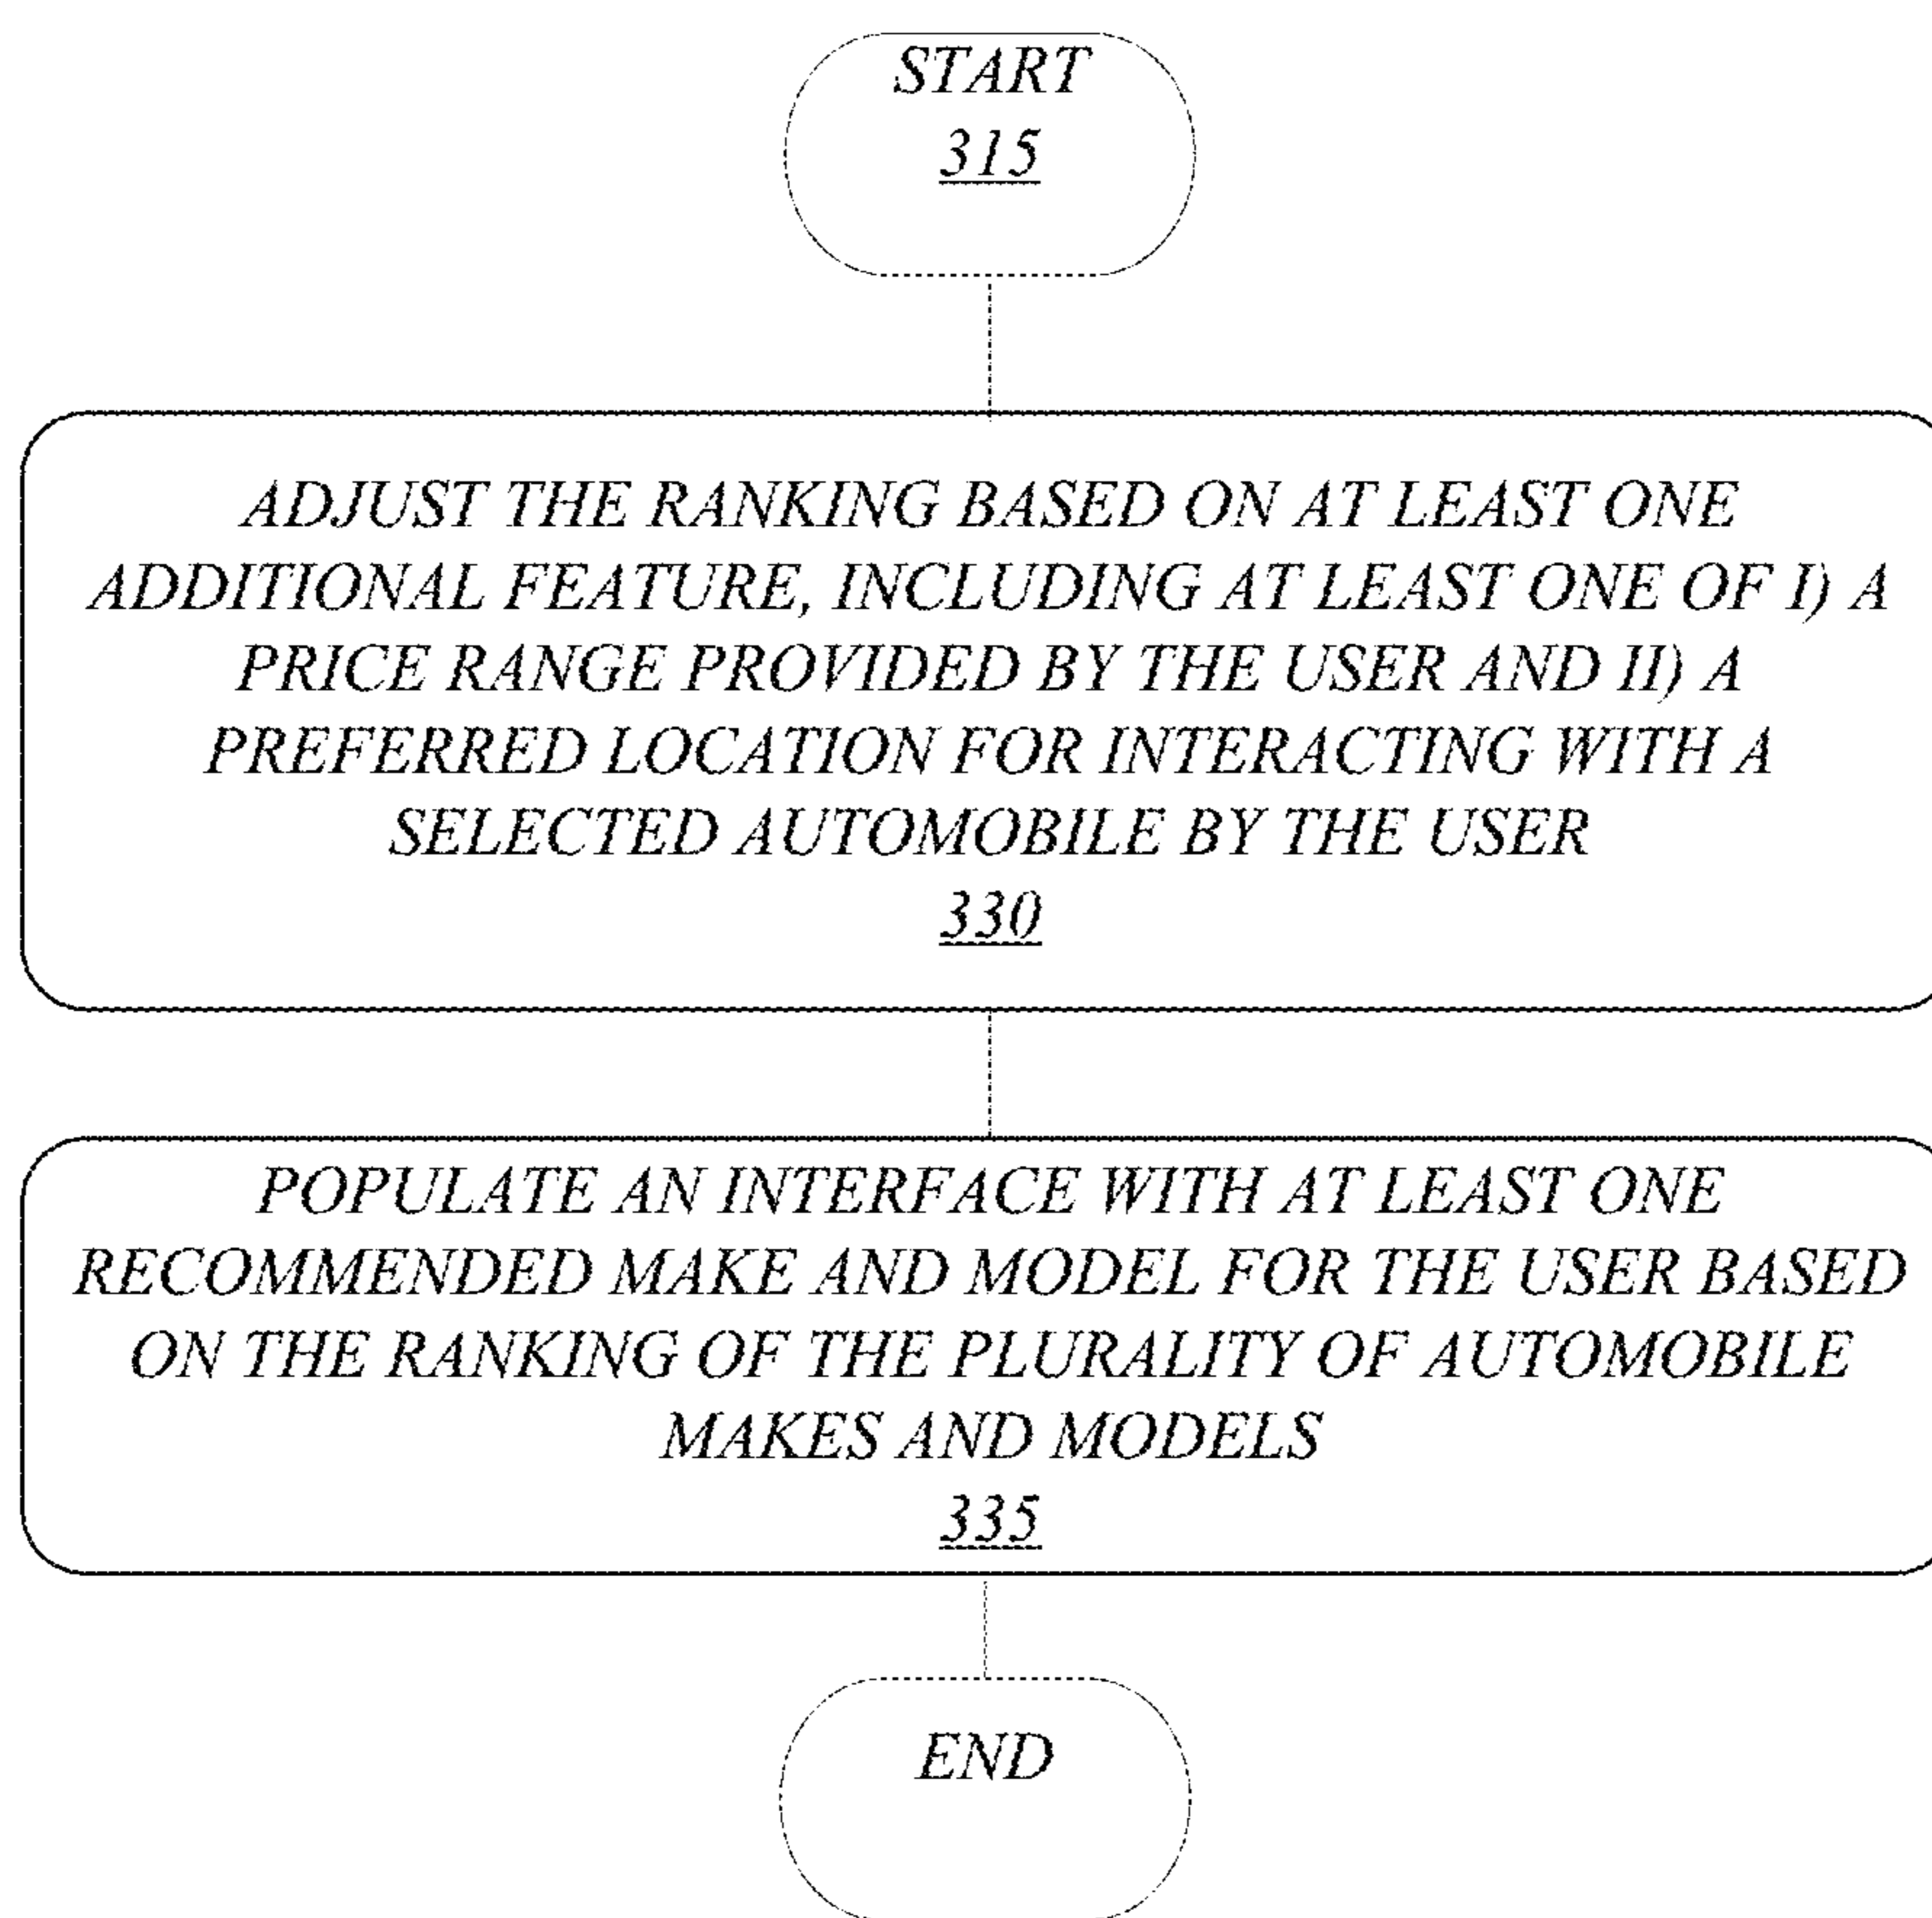 START
315
ADJUST THE RANKING BASED ON AT LEAST ONE
ADDITIONAL FEATURE, INCLUDING AT LEAST ONE OF I) A
PRICE RANGE PROVIDED BY THE USER AND II) A
PREFERRED LOCATION FOR INTERACTING WITH A
SELECTED AUTOMOBILE BY THE USER
330
POPULATE AN INTERFACE WITH AT LEAST ONE
RECOMMENDED MAKE AND MODEL FOR THE USER BASED
ON THE RANKING OF THE PLURALITY OF AUTOMOBILE
MAKES AND MODELS
335
END